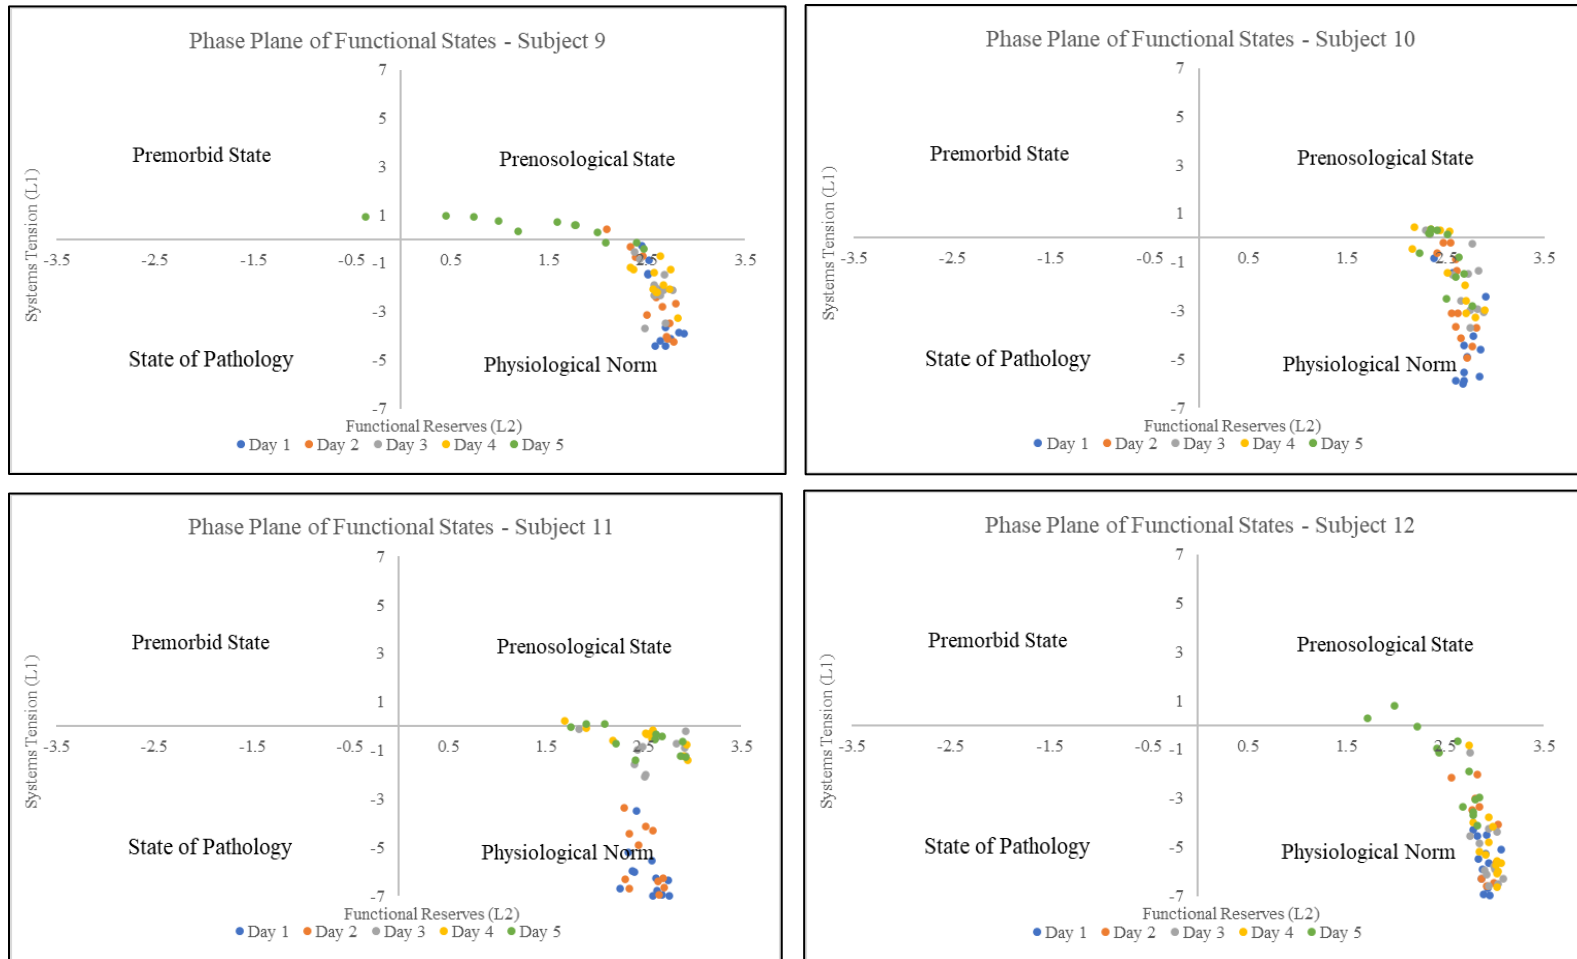 Phase Plane of Functional States - Subject 9
7
5
Premorbid State
Prenosological State
3
1
Systems Tension (L1)
-3.5 -2.5 -1.5 -0.5 0.5 1.5 2.5 3.5
-1
-3
State of Pathology
Physiological Norm
-5
-7
Functional Reserves (L2)
Day 1 Day 2 Day 3 Day 4 Day 5
Phase Plane of Functional States - Subject 10
7
5
Premorbid State
Prenosological State
3
1
Systems Tension (L1)
-3.5 -2.5 -1.5 -0.5 0.5 1.5 2.5 3.5
-1
-3
State of Pathology
Physiological Norm
-5
-7
Functional Reserves (L2)
Day 1 Day 2 Day 3 Day 4 Day 5
Phase Plane of Functional States - Subject 11
7
5
Premorbid State
Prenosological State
3
1
Systems Tension (L1)
-3.5 -2.5 -1.5 -0.5 0.5 1.5 2.5 3.5
-1
-3
State of Pathology
Physiological Norm
-5
-7
Functional Reserves (L2)
Day 1 Day 2 Day 3 Day 4 Day 5
Phase Plane of Functional States - Subject 12
7
5
Premorbid State
Prenosological State
3
1
Systems Tension (L1)
-3.5 -2.5 -1.5 -0.5 0.5 1.5 2.5 3.5
-1
-3
State of Pathology
Physiological Norm
-5
-7
Functional Reserves (L2)
Day 1 Day 2 Day 3 Day 4 Day 5